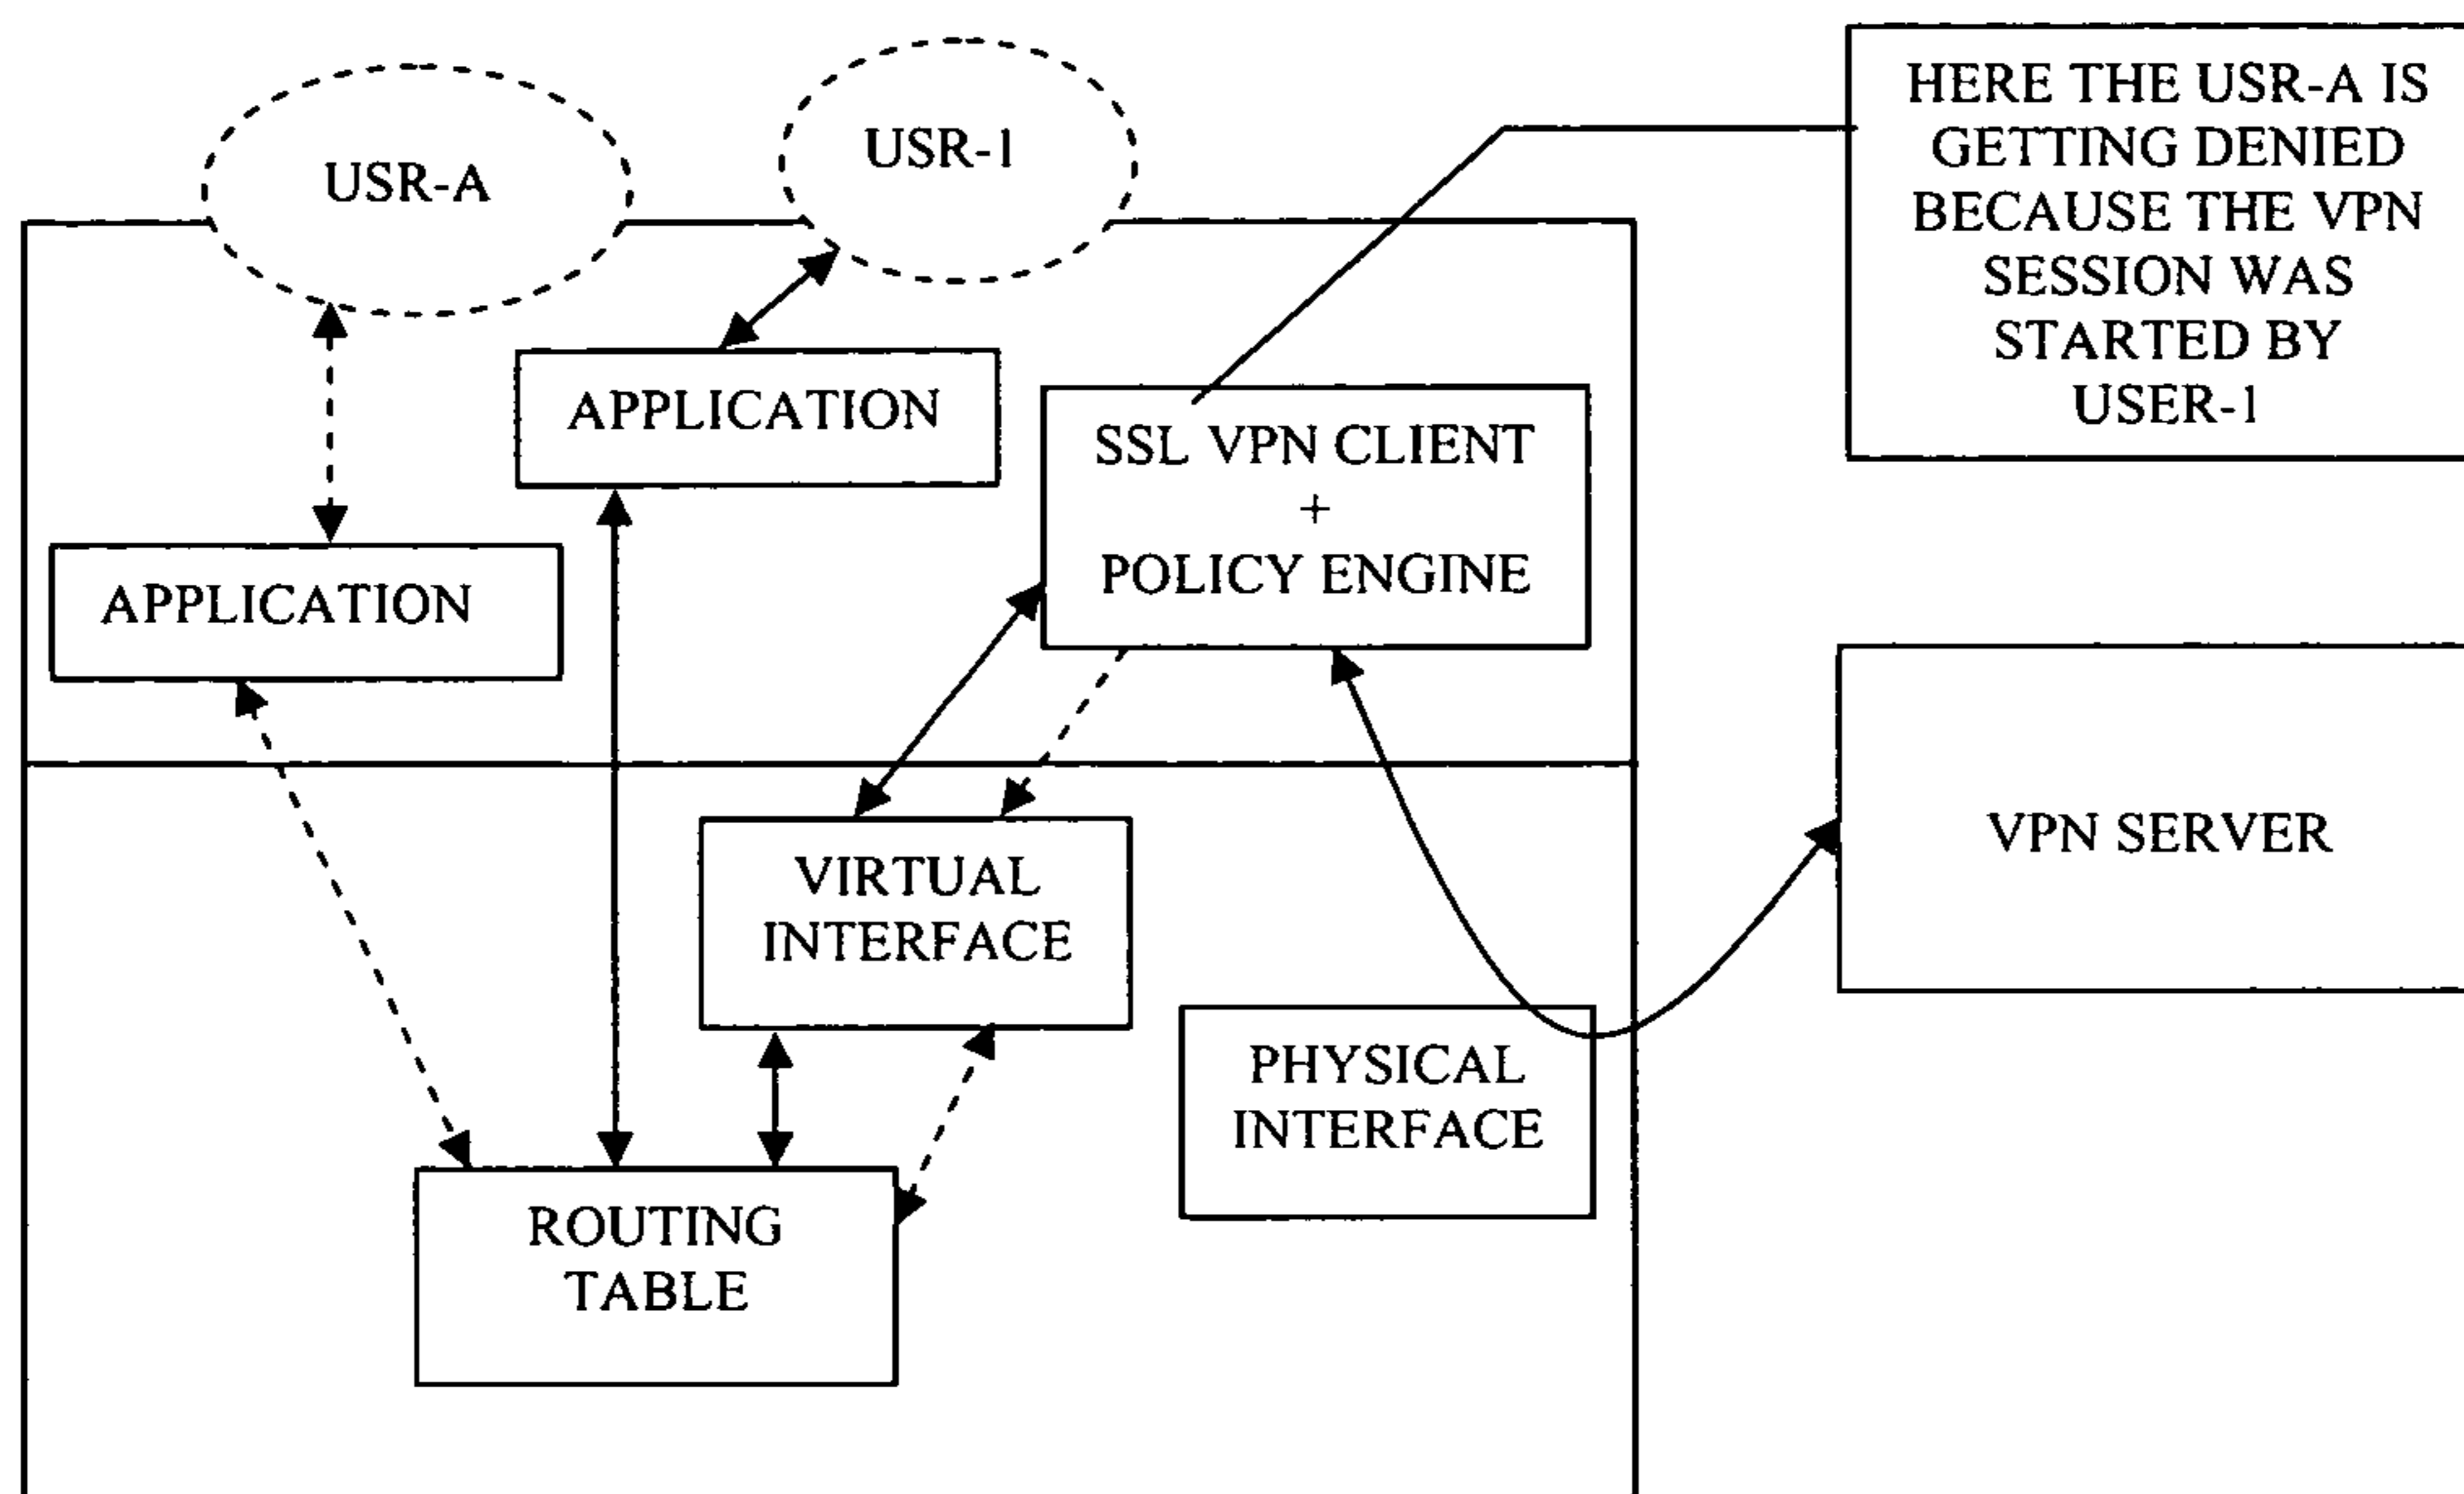 USR-A
USR-1
HERE THE USR-A IS
GETTING DENIED
BECAUSE THE VPN
SESSION WAS
STARTED BY
USER-1
APPLICATION
SSL VPN CLIENT
+
POLICY ENGINE
APPLICATION
VIRTUAL
INTERFACE
VPN SERVER
PHYSICAL
INTERFACE
ROUTING
TABLE